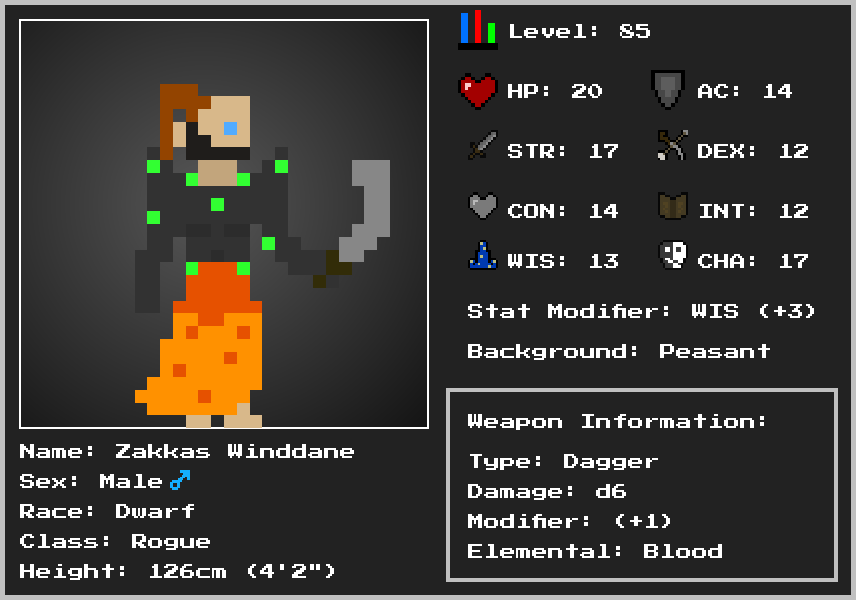 Level: 85
HP: 20
AC: 14
STR: 17
DEX: 12
CON: 14
INT: 12
WIS: 13
CHA: 17
Stat Modifier: WIS (+3)
Background: Peasant
Weapon Information:
Type: Dagger
Damage: d6
Modifier: (+1)
Elemental: Blood
Name: Zakkas Winddane
Sex: Male♂
Race: Dwarf
Class: Rogue
Height: 126cm (4'2")